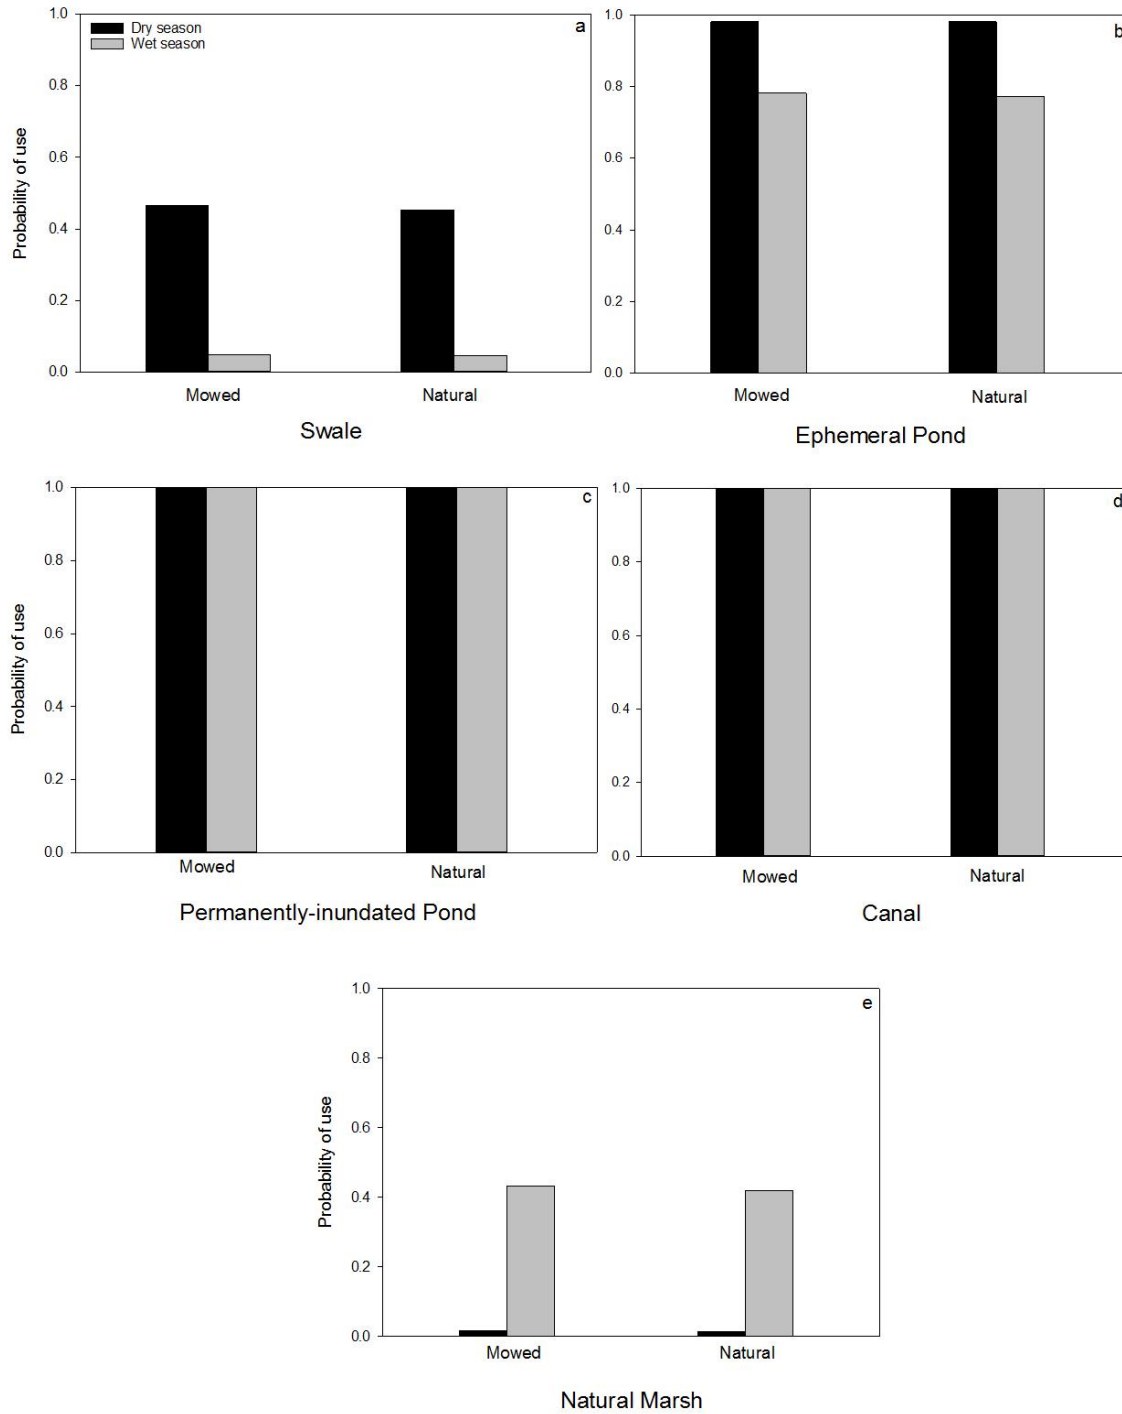 1.0
0.8
0.6
0.4
0.2
0.0
Probability of use
Dry season
Wet season
a
Mowed Natural
Swale
1.0
0.8
0.6
0.4
0.2
0.0
b
Mowed Natural
Ephemeral Pond
1.0
0.8
0.6
0.4
0.2
0.0
Probability of use
c
Mowed Natural
Permanently-inundated Pond
1.0
0.8
0.6
0.4
0.2
0.0
d
Mowed Natural
Canal
1.0
0.8
0.6
0.4
0.2
0.0
Probability of use
e
Mowed Natural
Natural Marsh